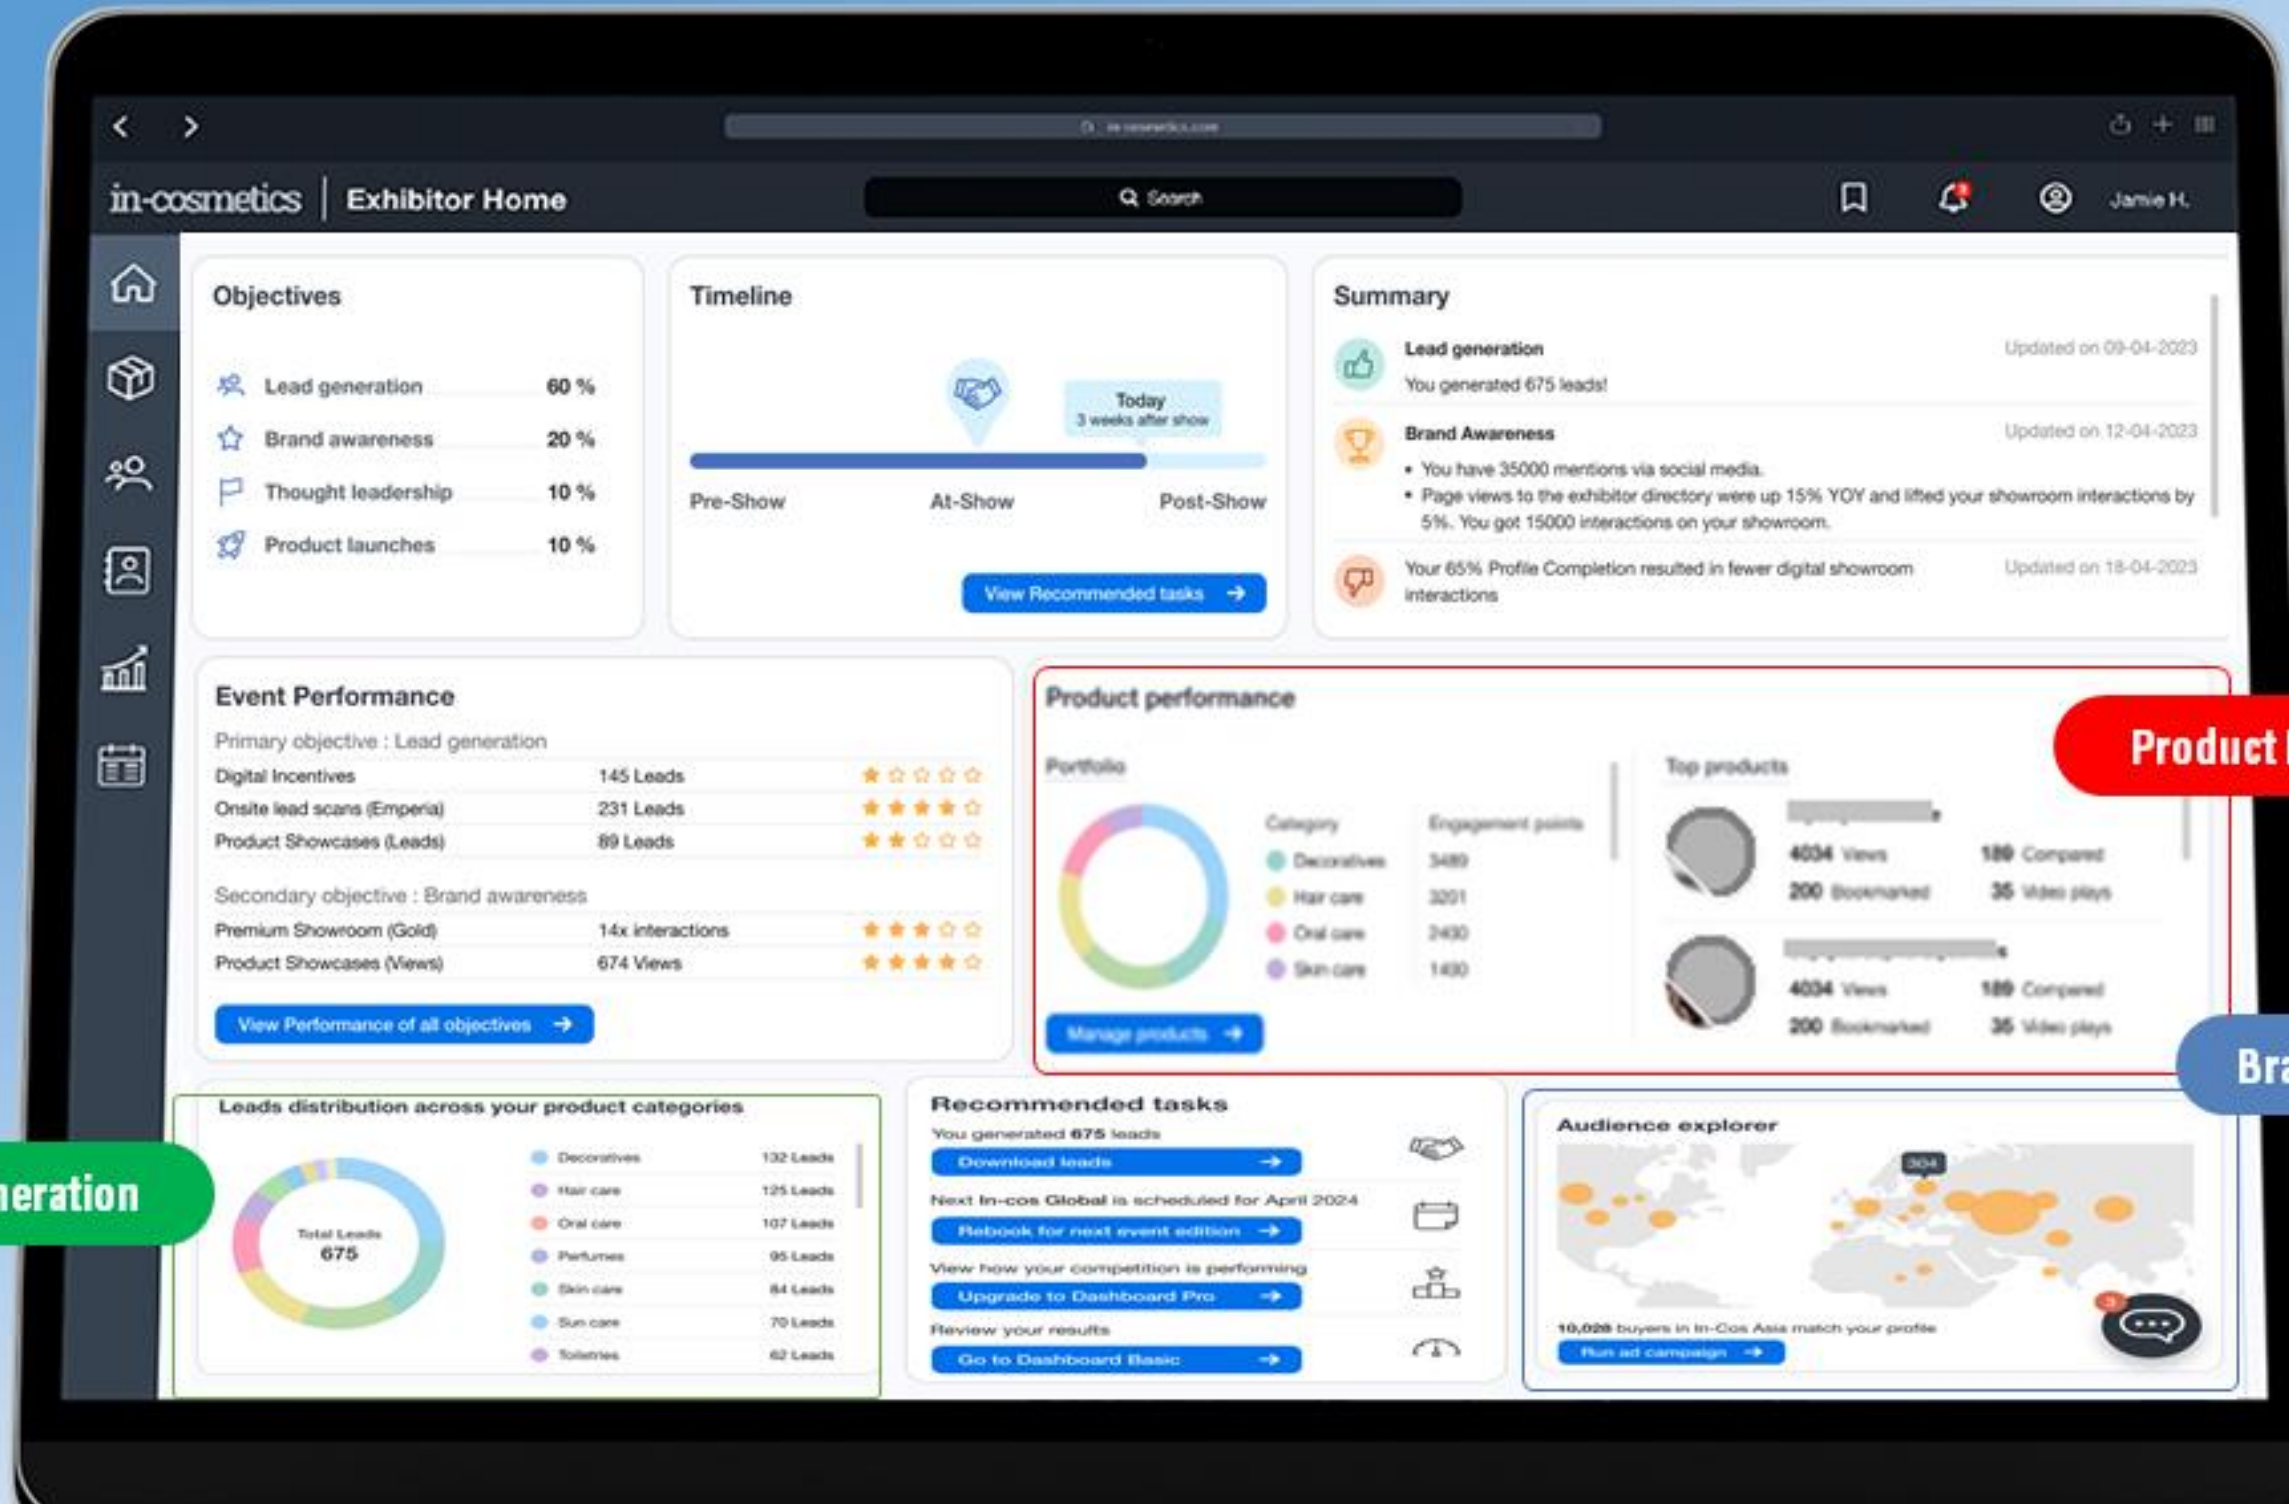 in-cosmetics.com
in-cosmetics | Exhibitor Home
Search
3
Jamie H.
Objectives
Lead generation 60 %
Brand awareness 20 %
Thought leadership 10 %
Product launches 10 %
Timeline
Today
3 weeks after show
Pre-Show At-Show Post-Show
View Recommended tasks
Summary
Lead generation Updated on 09-04-2023
You generated 675 leads!
Brand Awareness Updated on 12-04-2023
• You have 35000 mentions via social media.
• Page views to the exhibitor directory were up 15% YOY and lifted your showroom interactions by
5%. You got 15000 interactions on your showroom.
Your 65% Profile Completion resulted in fewer digital showroom Updated on 18-04-2023
interactions
Event Performance
Primary objective : Lead generation
Digital Incentives 145 Leads
Onsite lead scans (Emperia) 231 Leads
Product Showcases (Leads) 89 Leads
Secondary objective : Brand awareness
Premium Showroom (Gold) 14x interactions
Product Showcases (Views) 674 Views
View Performance of all objectives
Product performance
Portfolio
Category Engagement points
Decoratives 3489
Hair care 3201
Oral care 2430
Skin care 1430
Manage products
Top products
4034 Views 189 Compared
200 Bookmarked 35 Video plays
4034 Views 189 Compared
200 Bookmarked 35 Video plays
Product
Bra
neration
Leads distribution across your product categories
Total Leads
675
Decoratives 132 Leads
Hair care 125 Leads
Oral care 107 Leads
Perfumes 95 Leads
Skin care 84 Leads
Sun care 70 Leads
Toiletries 62 Leads
Recommended tasks
You generated 675 leads
Download leads
Next In-cos Global is scheduled for April 2024
Rebook for next event edition
View how your competition is performing
Upgrade to Dashboard Pro
Review your results
Go to Dashboard Basic
Audience explorer
304
10,028 buyers in In-Cos Asia match your profile
Run ad campaign
3